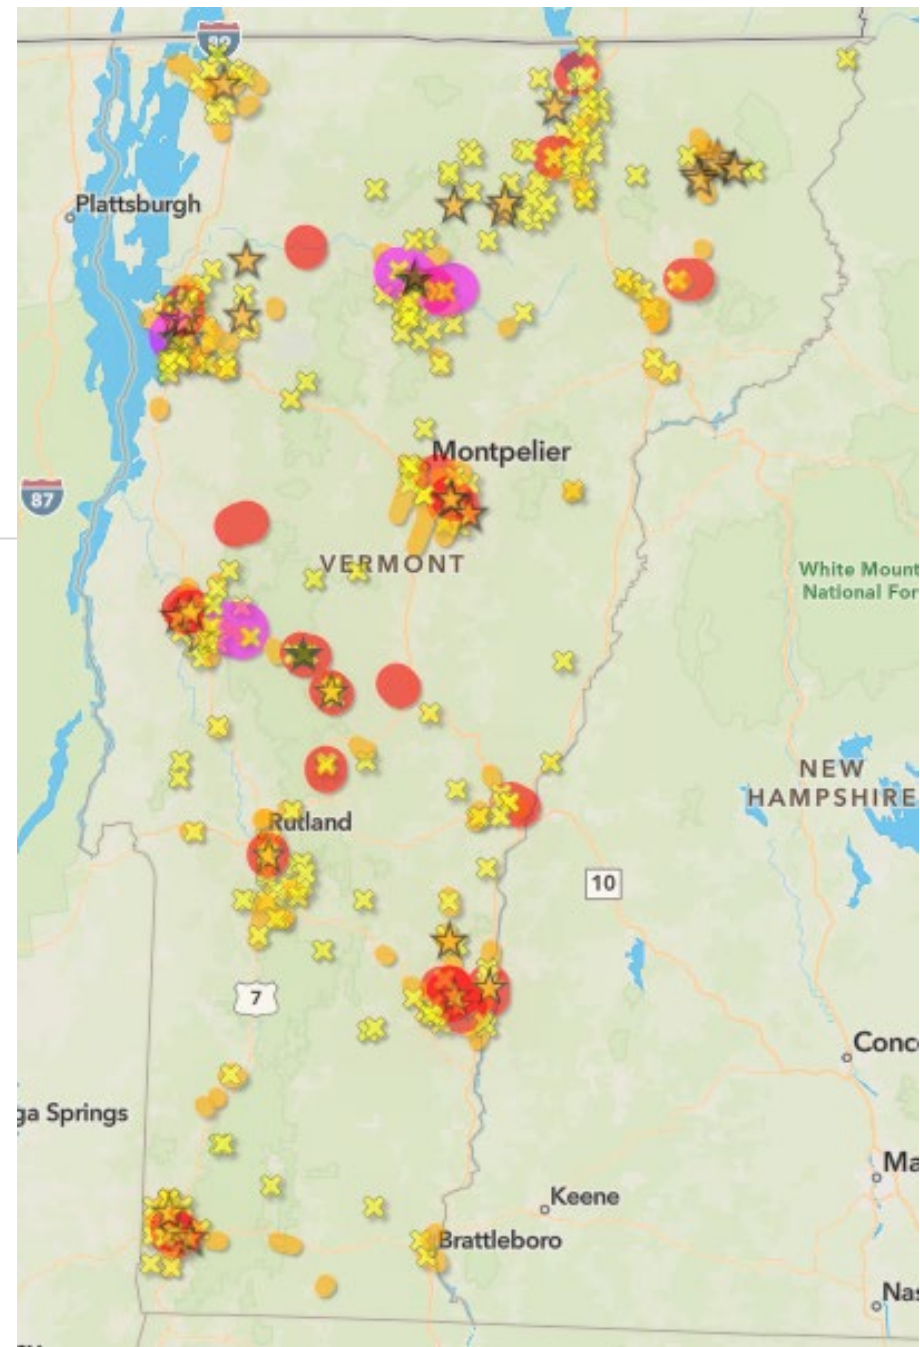 89
Plattsburgh
Montpelier
87
VERMONT
White Mount
National For
NEW
HAMPSHIRE
Rutland
10
7
Conc
ga Springs
Ma
Keene
Brattleboro
Nas